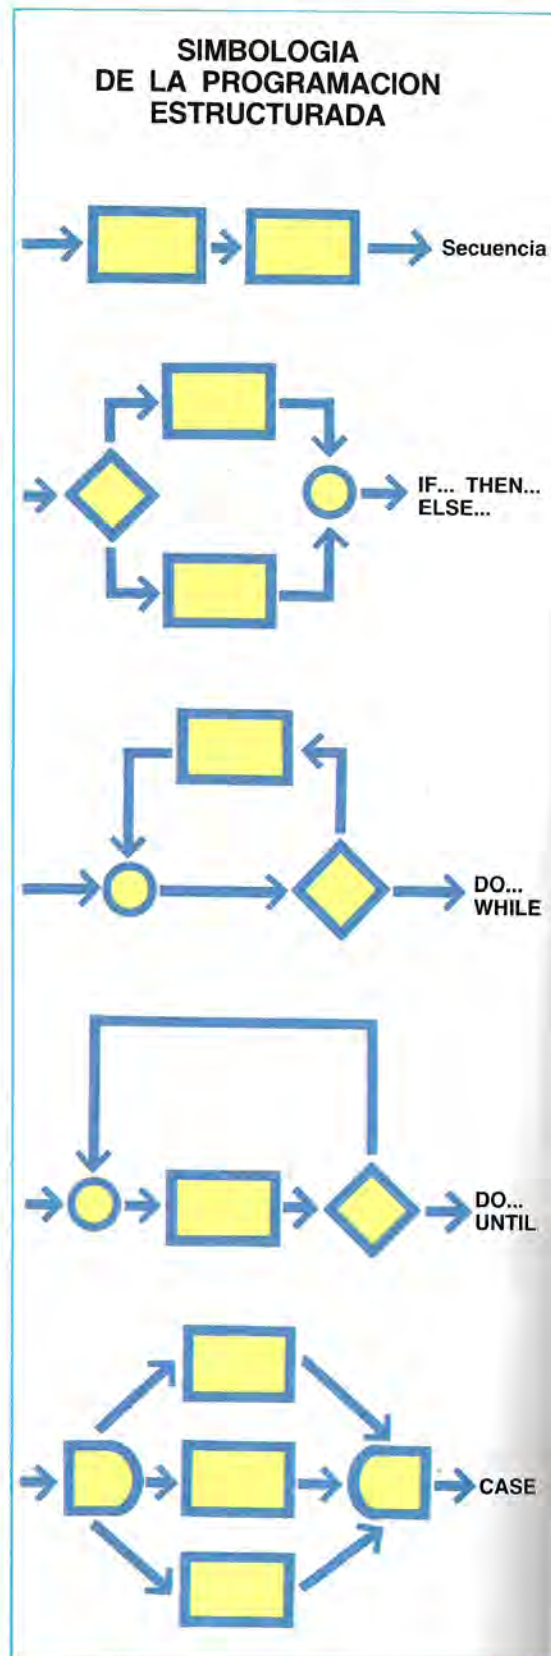 SIMBOLOGIA
DE LA PROGRAMACION
ESTRUCTURADA
Secuencia
IF... THEN...
ELSE...
DO...
WHILE
DO...
UNTIL
CASE